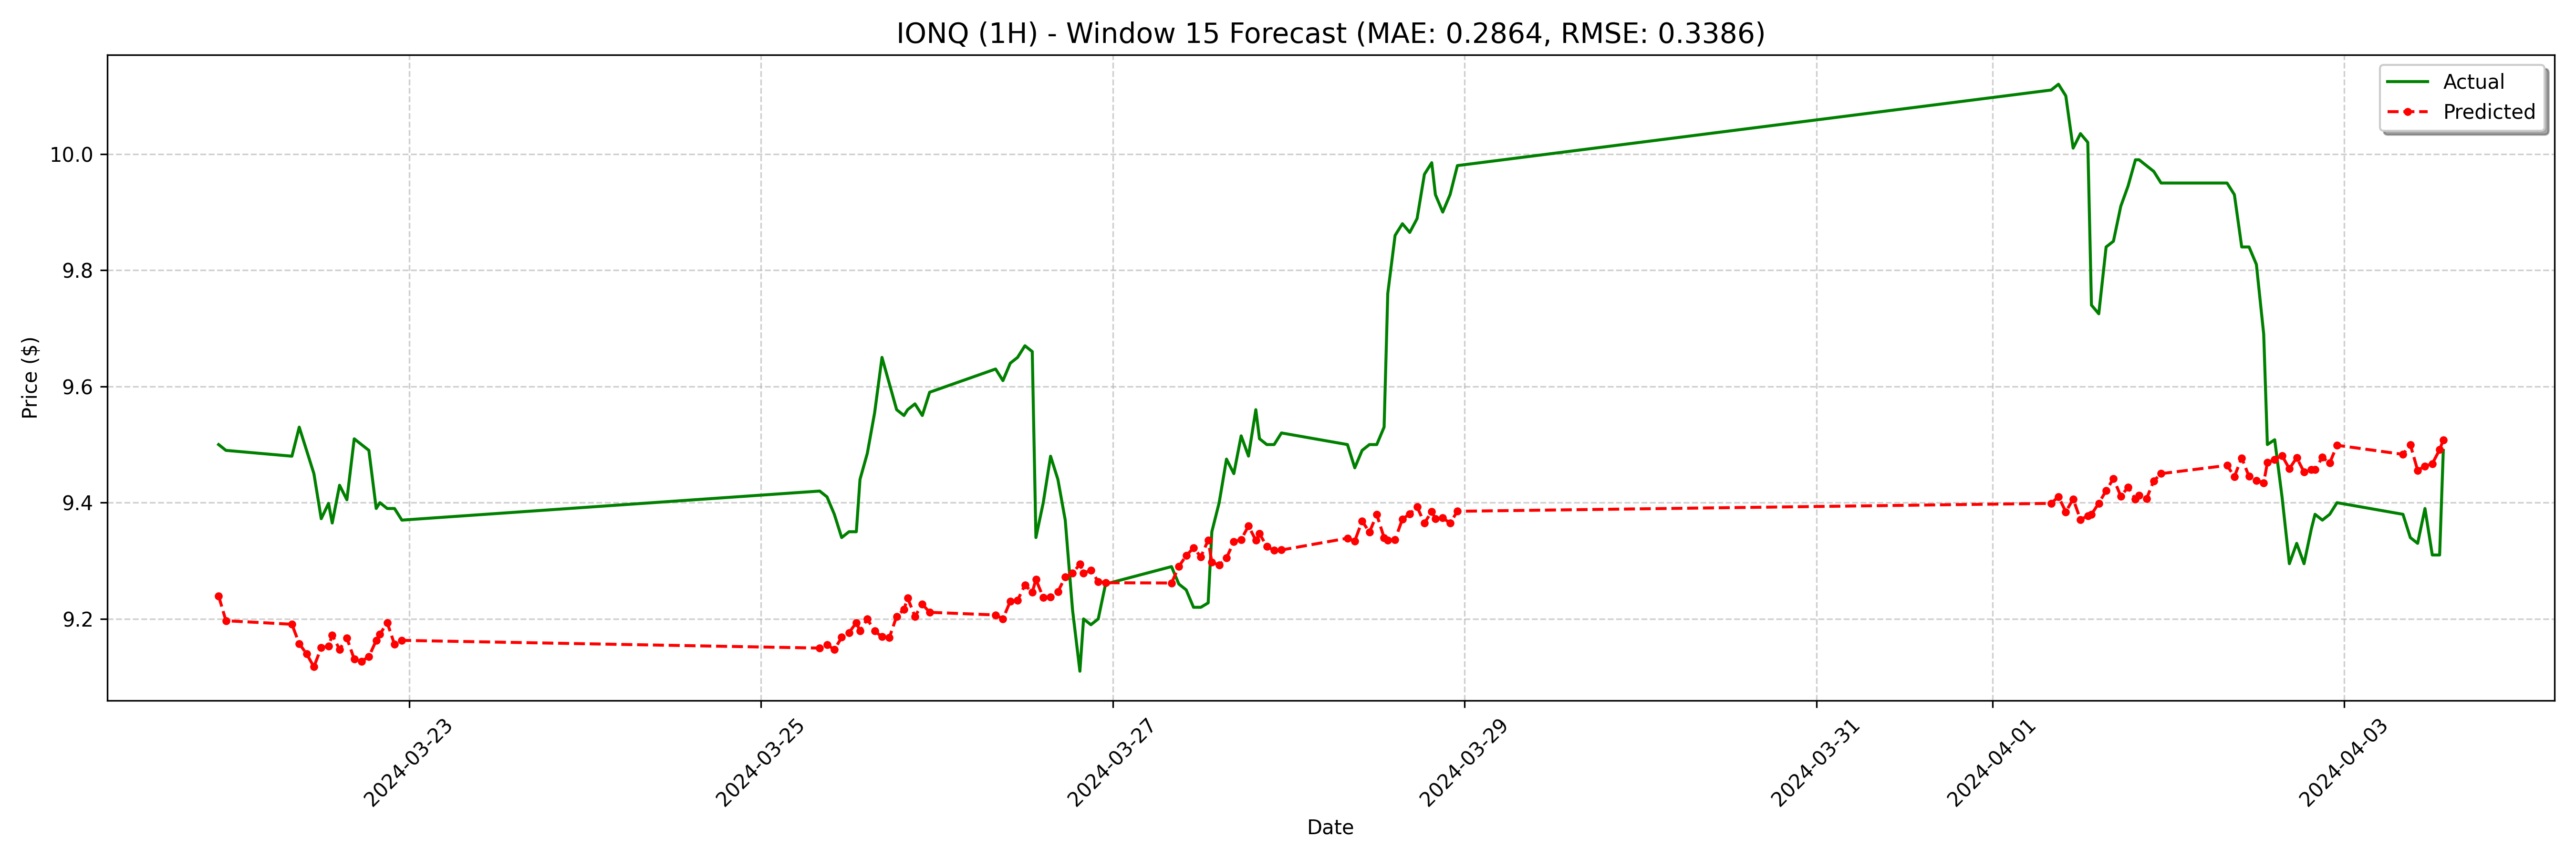 IONQ (1H) - Window 15 Forecast (MAE: 0.2864, RMSE: 0.3386)
Actual
Predicted
Price ($)
10.0
9.8
9.6
9.4
9.2
2024-03-23
2024-03-25
2024-03-27
2024-03-29
2024-03-31
2024-04-01
2024-04-03
Date